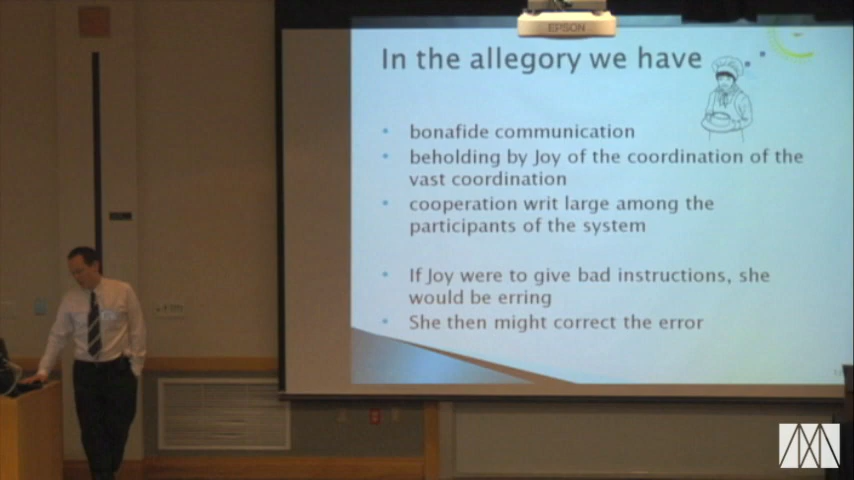 EPSON
In the allegory we have
• bonafide communication
• beholding by Joy of the coordination of the
vast coordination
• cooperation writ large among the
participants of the system
• If Joy were to give bad instructions, she
would be erring
• She then might correct the error